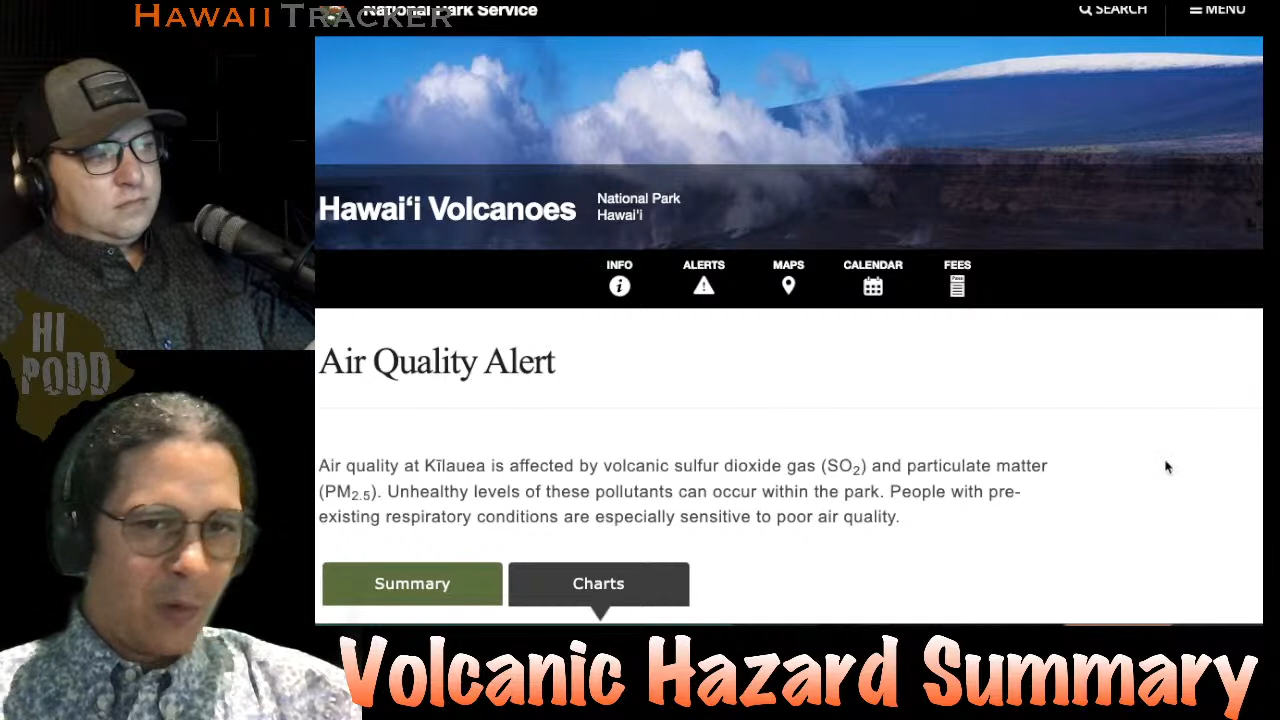 HAWAII TRACKER
National Park Service
SEARCH
MENU
Hawaiʻi Volcanoes
National Park
Hawai'i
INFO
ALERTS
MAPS
CALENDAR
FEES
HI
PODD
Air Quality Alert
Air quality at Kīlauea is affected by volcanic sulfur dioxide gas (SO₂) and particulate matter
(PM₂.₅). Unhealthy levels of these pollutants can occur within the park. People with pre-
existing respiratory conditions are especially sensitive to poor air quality.
Summary
Charts
Volcanic Hazard Summary